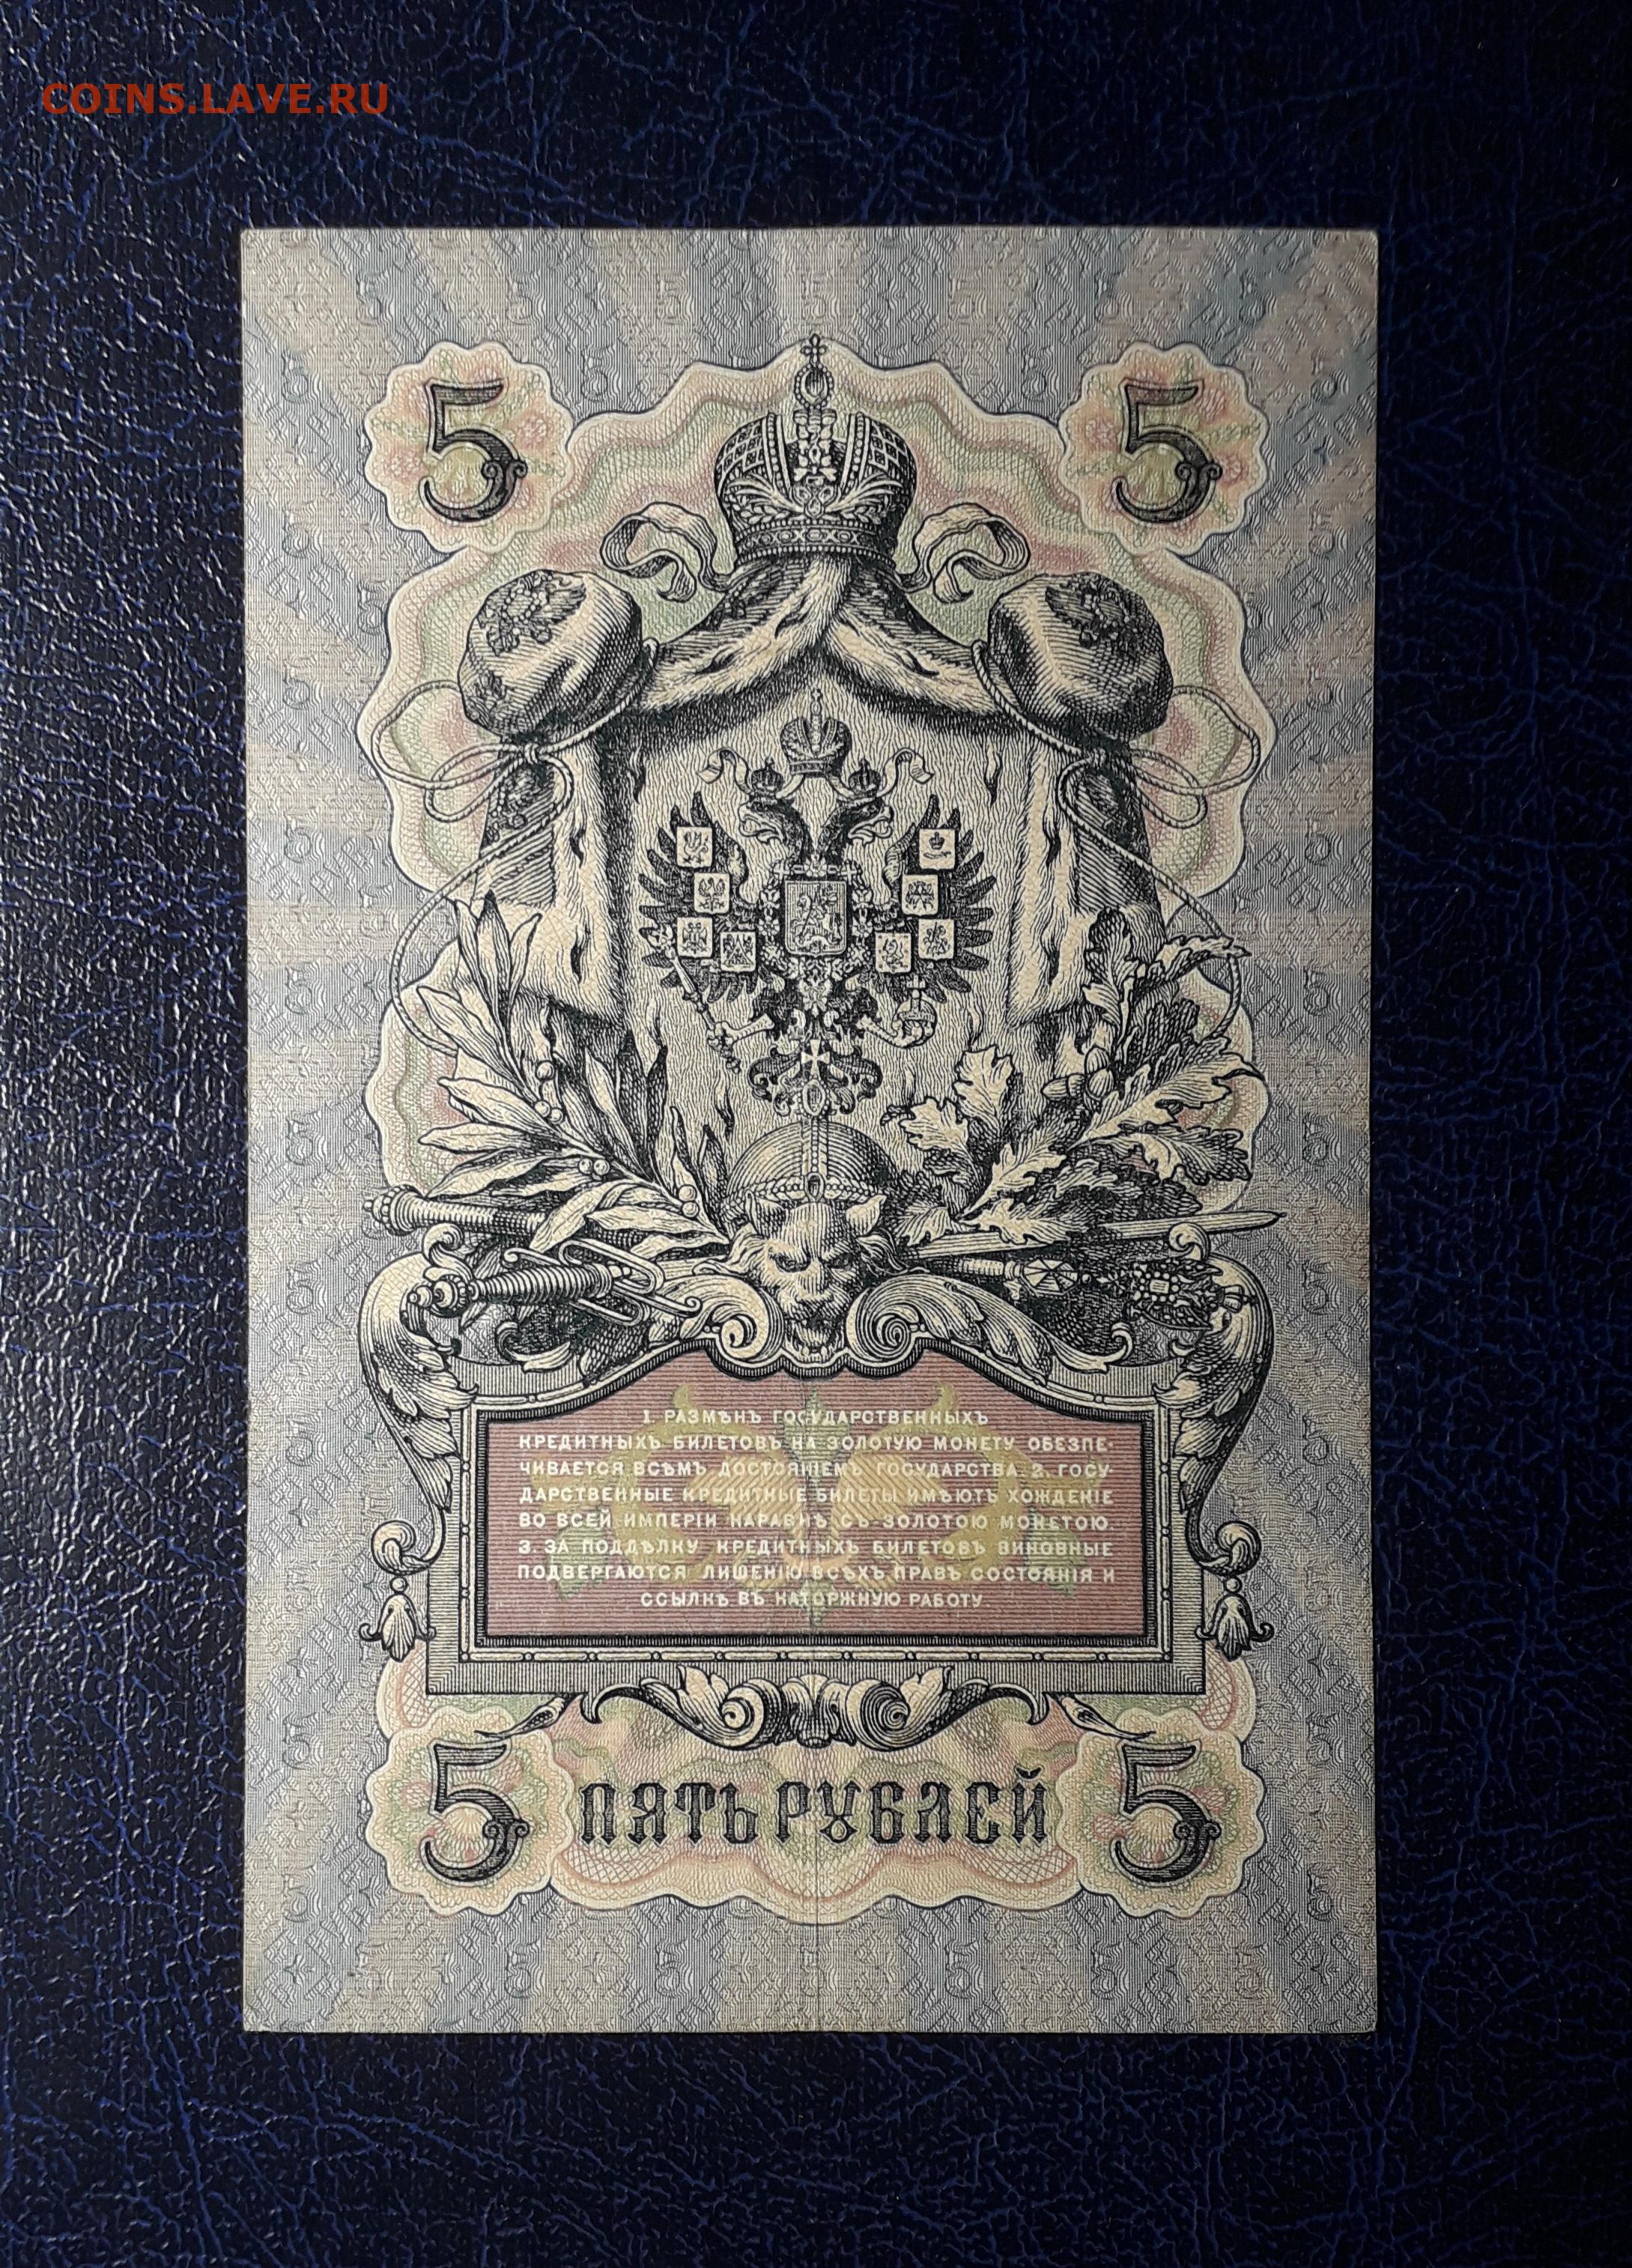 COINS.LAVE.RU
5 5
1. РАЗМѢНЪ ГОСУДАРСТВЕННЫХЪ
КРЕДИТНЫХЪ БИЛЕТОВЪ НА ЗОЛОТУЮ МОНЕТУ ОБЕЗПЕ-
ЧИВАЕТСЯ ВСѢМЪ ДОСТОЯНІЕМЪ ГОСУДАРСТВА. 2. ГОСУ-
ДАРСТВЕННЫЕ КРЕДИТНЫЕ БИЛЕТЫ ИМѢЮТЪ ХОЖДЕНІЕ
ВО ВСЕЙ ИМПЕРІИ НАРАВНѢ СЪ ЗОЛОТОЮ МОНЕТОЮ.
3. ЗА ПОДДѢЛКУ КРЕДИТНЫХЪ БИЛЕТОВЪ ВИНОВНЫЕ
ПОДВЕРГАЮТСЯ ЛИШЕНІЮ ВСѢХЪ ПРАВЪ СОСТОЯНІЯ И
ССЫЛКѢ ВЪ КАТОРЖНУЮ РАБОТУ
5 ПЯТЬ РУБЛЕЙ 5